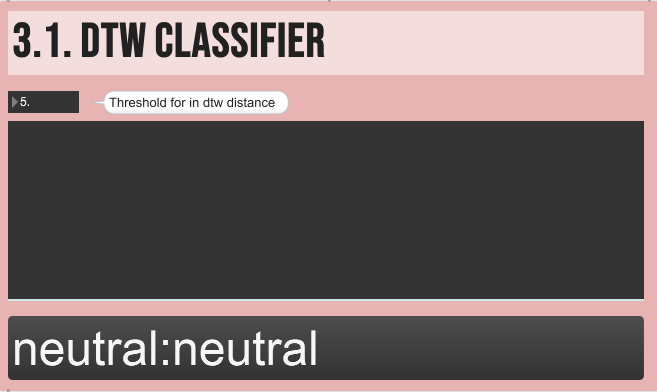 3.1. DTW CLASSIFIER
5.
Threshold for in dtw distance
neutral:neutral